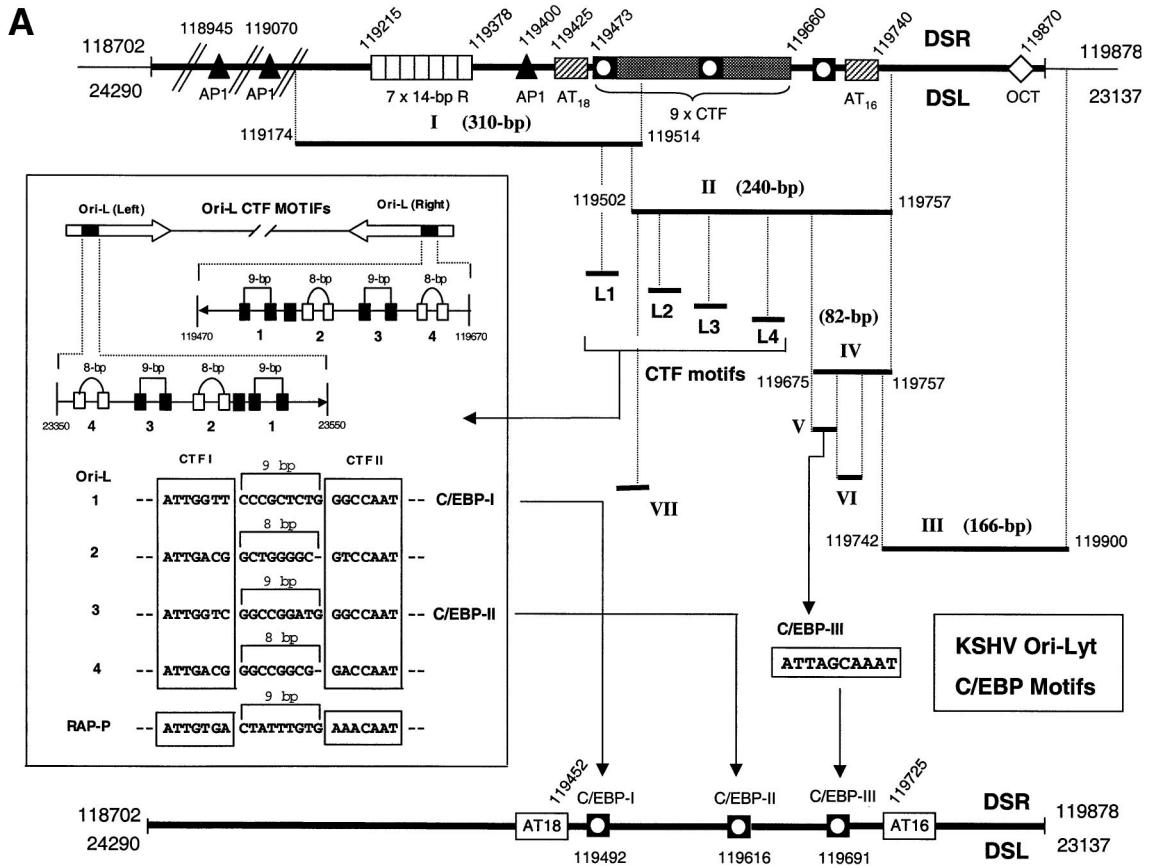 A
118945 119070 119215 119378 119400 119425 119473 119660 119740 119870
118702 DSR 119878
24290 AP1 AP1 7 x 14-bp R AP1 AT18 9 x CTF AT16 DSL OCT 23137
I (310-bp)
119174 119514
II (240-bp)
119502 119757
L1
L2
L3
L4
CTF motifs
(82-bp)
IV
119675 119757
V
VI
VII
III (166-bp)
119742 119900
Ori-L (Left) Ori-L CTF MOTIFs Ori-L (Right)
9-bp 8-bp 9-bp 8-bp
119470 1 2 3 4 119670
8-bp 9-bp 8-bp 9-bp
23350 4 3 2 1 23550
Ori-L CTF I CTF II
9 bp
1 -- ATTGGTT CCCGCTCTG GGCCAAT -- C/EBP-I
8 bp
2 -- ATTGACG GCTGGGGC- GTCCAAT --
9 bp
3 -- ATTGGTC GGCCGGATG GGCCAAT -- C/EBP-II
8 bp
4 -- ATTGACG GGCCGGCG- GACCAAT --
9 bp
RAP-P -- ATTGTGA CTATTTGTG AAACAAT --
C/EBP-III
ATTAGCAAAT
KSHV Ori-Lyt
C/EBP Motifs
119452 C/EBP-I C/EBP-II C/EBP-III 119725
118702 DSR 119878
AT18 AT16
24290 119492 119616 119691 DSL 23137